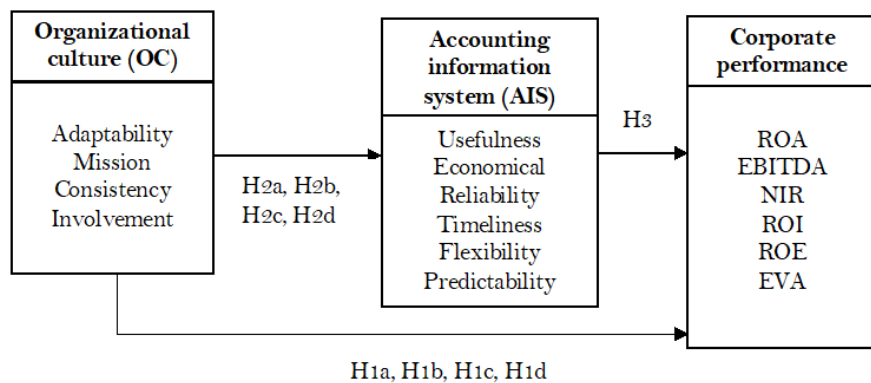 Organizational
culture (OC)
Adaptability
Mission
Consistency
Involvement
H2a, H2b,
H2c, H2d
Accounting
information
system (AIS)
Usefulness
Economical
Reliability
Timeliness
Flexibility
Predictability
H3
Corporate
performance
ROA
EBITDA
NIR
ROI
ROE
EVA
H1a, H1b, H1c, H1d